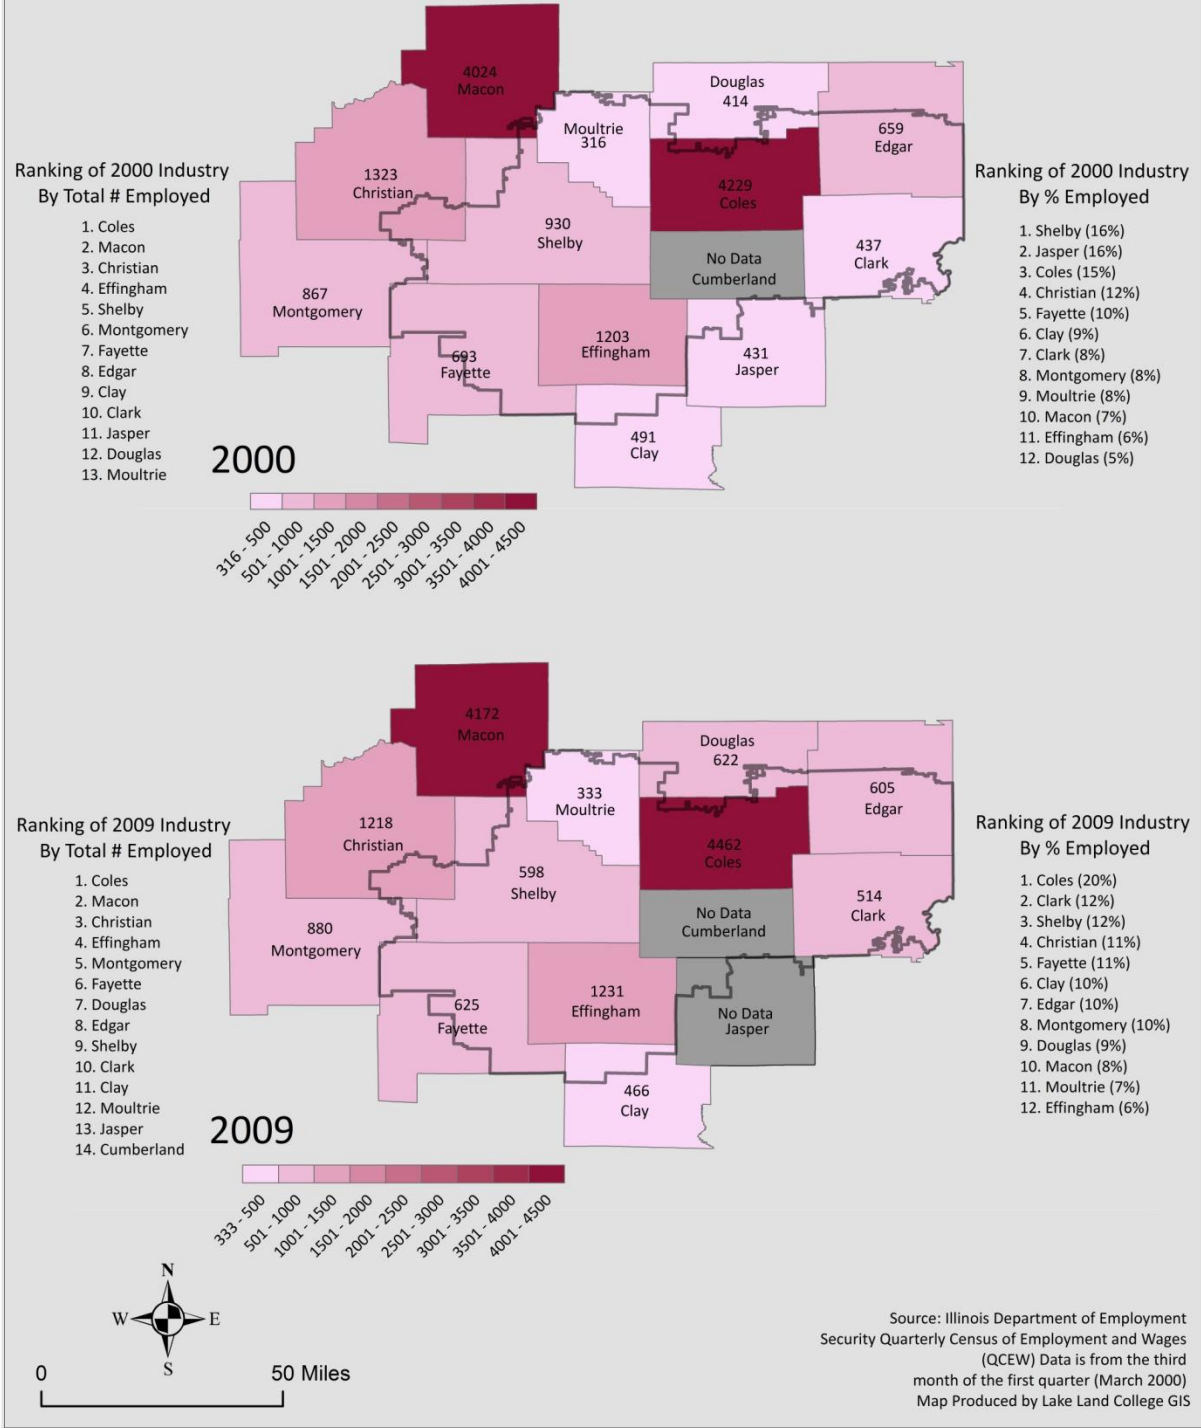 4024
Macon
Douglas
414
Moultrie
316
659
Edgar
1323
Christian
4229
Coles
930
Shelby
437
Clark
No Data
Cumberland
867
Montgomery
1203
Effingham
431
Jasper
693
Fayette
491
Clay
Ranking of 2000 Industry
By Total # Employed
1. Coles
2. Macon
3. Christian
4. Effingham
5. Shelby
6. Montgomery
7. Fayette
8. Edgar
9. Clay
10. Clark
11. Jasper
12. Douglas
13. Moultrie
Ranking of 2000 Industry
By % Employed
1. Shelby (16%)
2. Jasper (16%)
3. Coles (15%)
4. Christian (12%)
5. Fayette (10%)
6. Clay (9%)
7. Clark (8%)
8. Montgomery (8%)
9. Moultrie (8%)
10. Macon (7%)
11. Effingham (6%)
12. Douglas (5%)
2000
316 - 500
501 - 1000
1001 - 1500
1501 - 2000
2001 - 2500
2501 - 3000
3001 - 3500
3501 - 4000
4001 - 4500
4172
Macon
Douglas
622
333
Moultrie
605
Edgar
1218
Christian
4462
Coles
598
Shelby
514
Clark
No Data
Cumberland
880
Montgomery
1231
Effingham
No Data
Jasper
625
Fayette
466
Clay
Ranking of 2009 Industry
By Total # Employed
1. Coles
2. Macon
3. Christian
4. Effingham
5. Montgomery
6. Fayette
7. Douglas
8. Edgar
9. Shelby
10. Clark
11. Clay
12. Moultrie
13. Jasper
14. Cumberland
Ranking of 2009 Industry
By % Employed
1. Coles (20%)
2. Clark (12%)
3. Shelby (12%)
4. Christian (11%)
5. Fayette (11%)
6. Clay (10%)
7. Edgar (10%)
8. Montgomery (10%)
9. Douglas (9%)
10. Macon (8%)
11. Moultrie (7%)
12. Effingham (6%)
2009
333 - 500
501 - 1000
1001 - 1500
1501 - 2000
2001 - 2500
2501 - 3000
3001 - 3500
3501 - 4000
4001 - 4500
N
W
E
S
0
50 Miles
Source: Illinois Department of Employment
Security Quarterly Census of Employment and Wages
(QCEW) Data is from the third
month of the first quarter (March 2000)
Map Produced by Lake Land College GIS